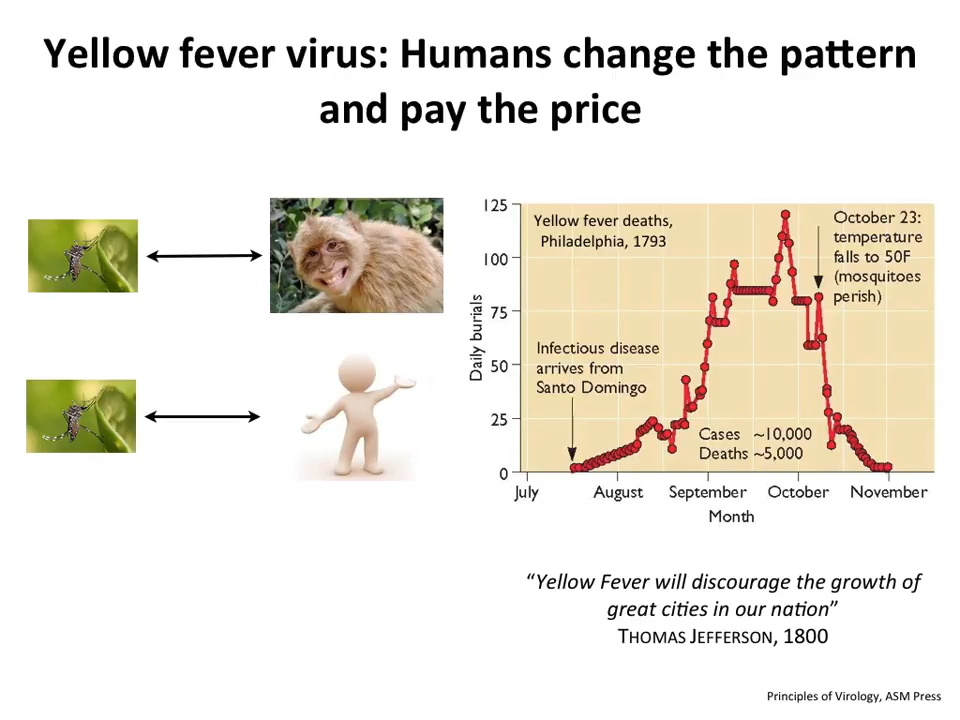 Yellow fever virus: Humans change the pattern
and pay the price
125
100
75
50
25
0
Daily burials
Yellow fever deaths,
Philadelphia, 1793
October 23:
temperature
falls to 50F
(mosquitoes
perish)
Infectious disease
arrives from
Santo Domingo
Cases ~10,000
Deaths ~5,000
July August September October November
Month
“Yellow Fever will discourage the growth of
great cities in our nation”
THOMAS JEFFERSON, 1800
Principles of Virology, ASM Press